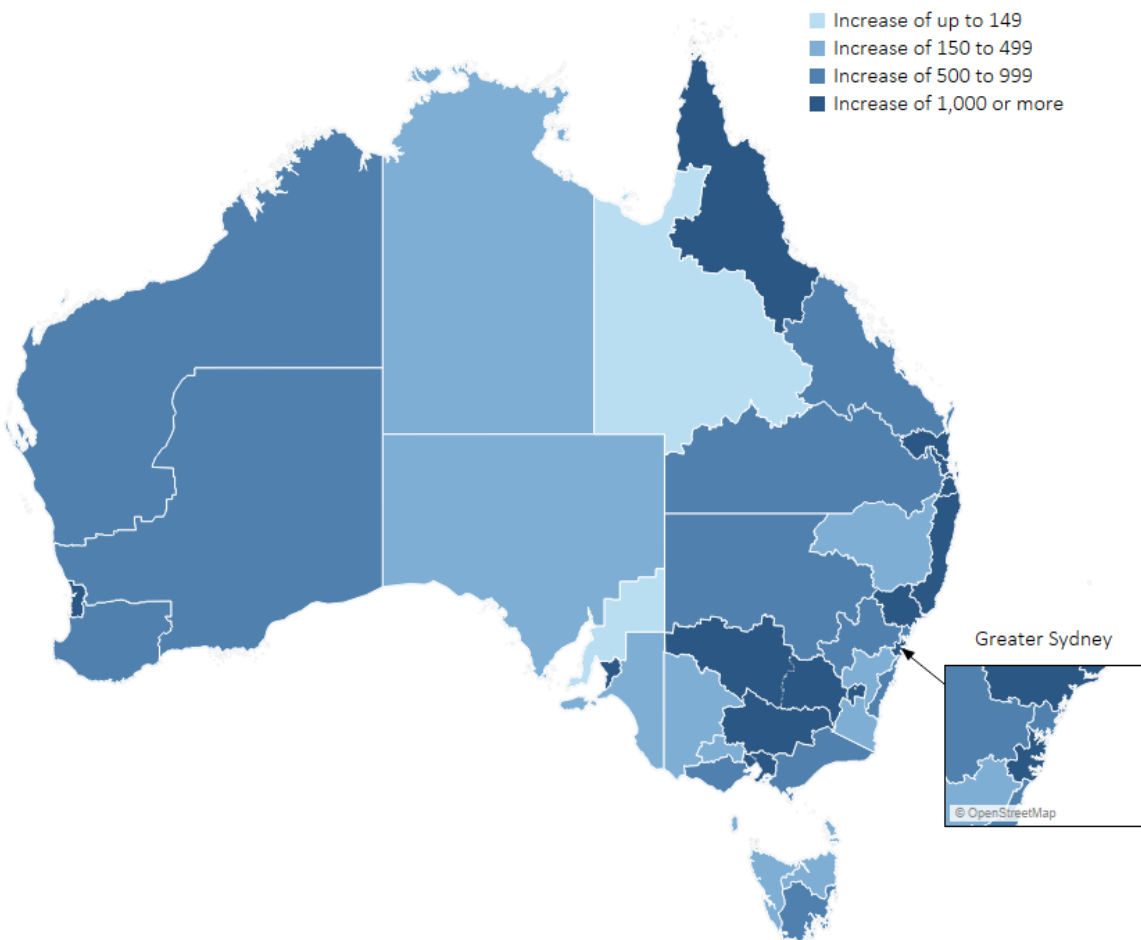 Increase of up to 149
Increase of 150 to 499
Increase of 500 to 999
Increase of 1,000 or more
Greater Sydney
© OpenStreetMap